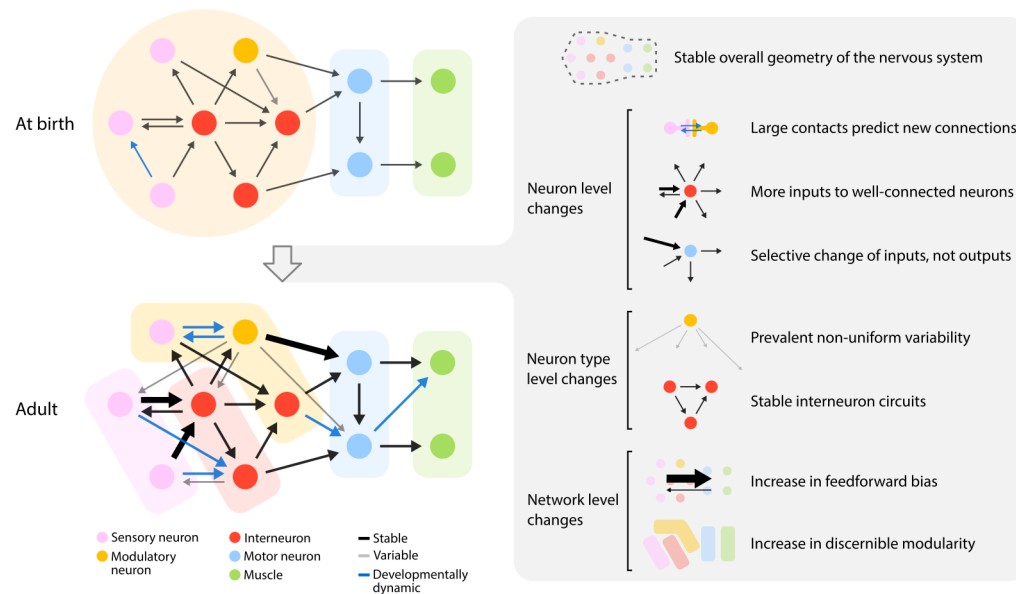 At birth
Adult
Sensory neuron
Modulatory
neuron
Interneuron
Motor neuron
Muscle
Stable
Variable
Developmentally
dynamic
Stable overall geometry of the nervous system
Neuron level
changes
Large contacts predict new connections
More inputs to well-connected neurons
Selective change of inputs, not outputs
Neuron type
level changes
Prevalent non-uniform variability
Stable interneuron circuits
Network level
changes
Increase in feedforward bias
Increase in discernible modularity